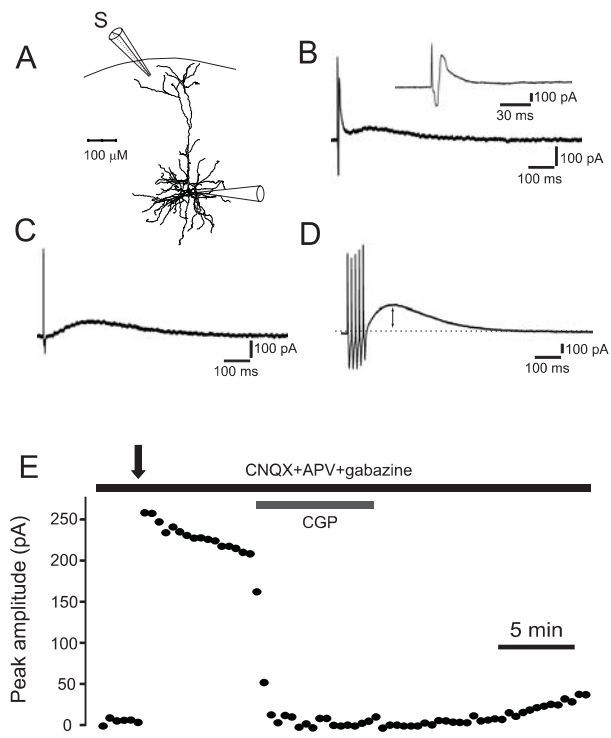 S
A
100 μM
B
100 pA
30 ms
100 pA
100 ms
C
100 pA
100 ms
D
100 pA
100 ms
E
CNQX+APV+gabazine
CGP
5 min
Peak amplitude (pA)
250
200
150
100
50
0